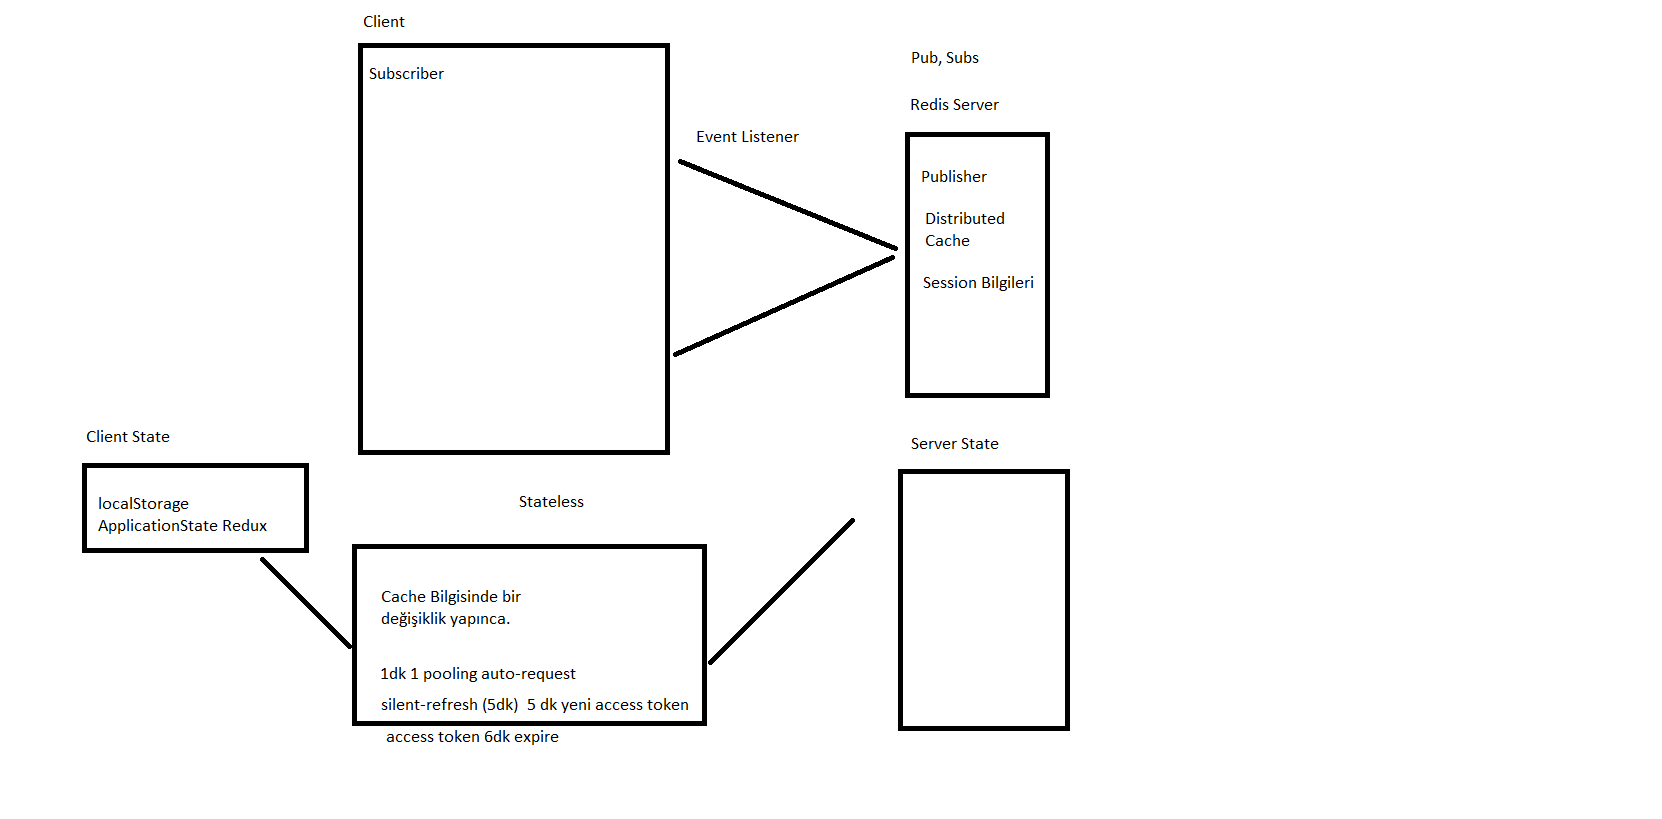 Client
Subscriber
Event Listener
Pub, Subs
Redis Server
Publisher
Distributed
Cache
Session Bilgileri
Client State
localStorage
ApplicationState Redux
Stateless
Cache Bilgisinde bir
değişiklik yapınca.
1dk 1 pooling auto-request
silent-refresh (5dk)  5 dk yeni access token
access token 6dk expire
Server State